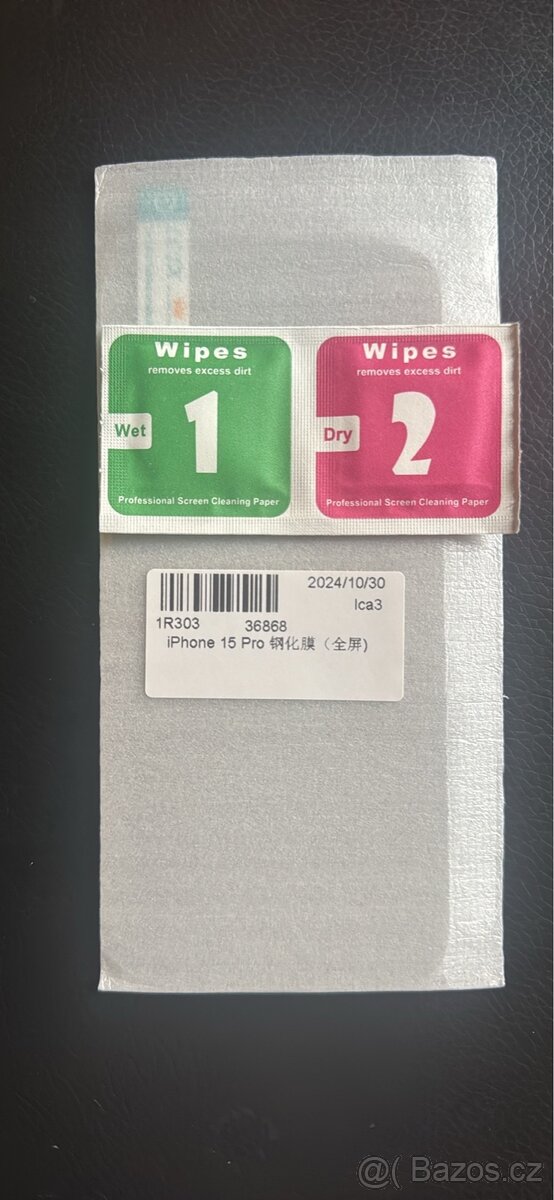 Wipes
removes excess dirt
Wet
1
Professional Screen Cleaning Paper
Wipes
removes excess dirt
Dry
2
Professional Screen Cleaning Paper
2024/10/30
lca3
1R303 36868
iPhone 15 Pro 钢化膜（全屏)
@( Bazos.cz